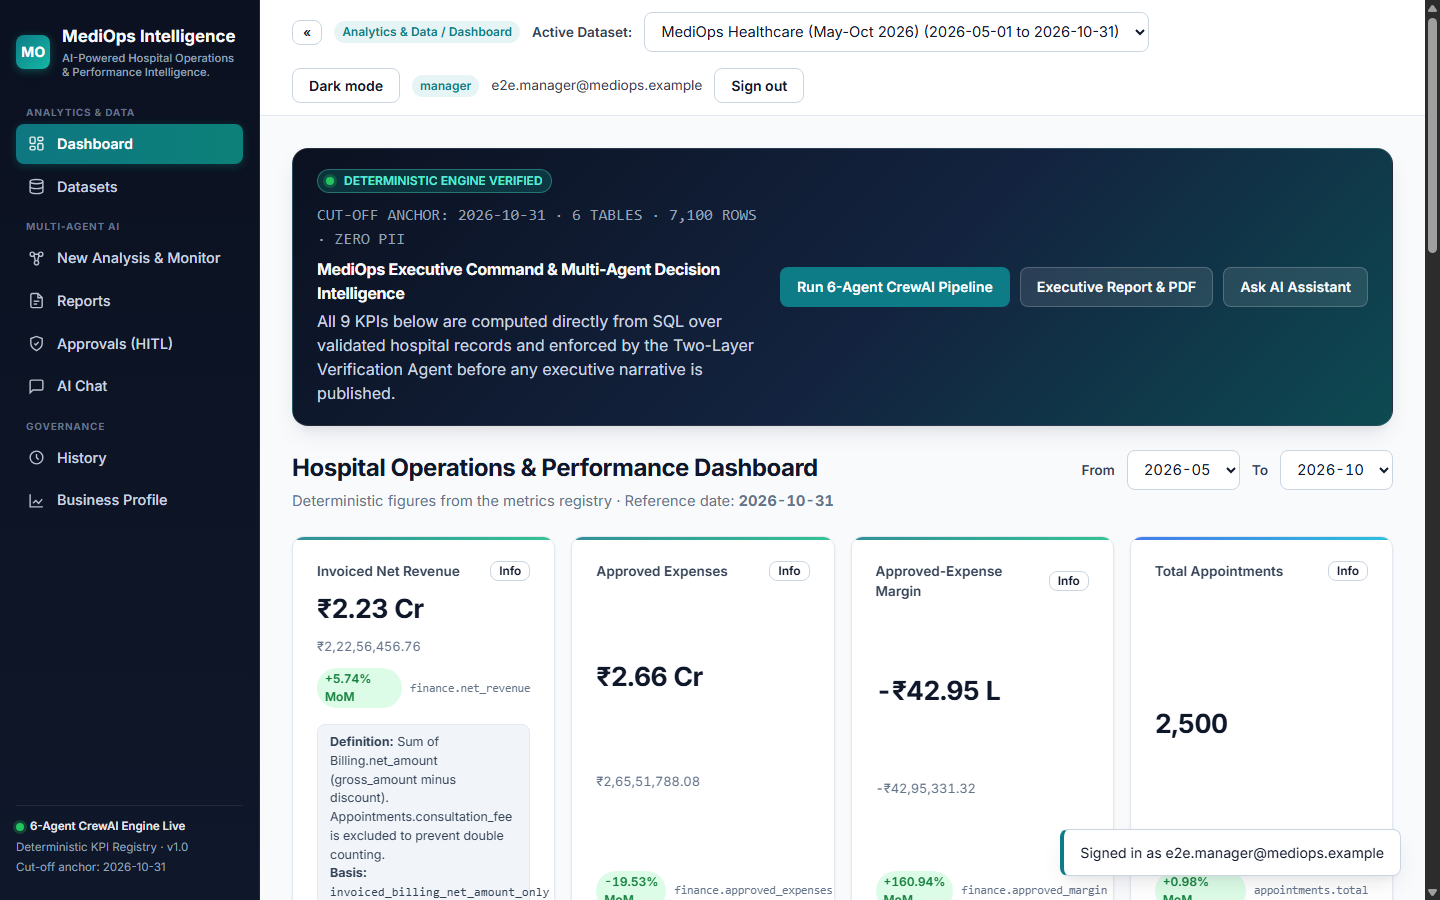 MO
MediOps Intelligence
AI-Powered Hospital Operations
& Performance Intelligence.
ANALYTICS & DATA
Dashboard
Datasets
MULTI-AGENT AI
New Analysis & Monitor
Reports
Approvals (HITL)
AI Chat
GOVERNANCE
History
Business Profile
6-Agent CrewAI Engine Live
Deterministic KPI Registry · v1.0
Cut-off anchor: 2026-10-31
«
Analytics & Data / Dashboard
Active Dataset:
MediOps Healthcare (May-Oct 2026) (2026-05-01 to 2026-10-31)
Dark mode
manager
e2e.manager@mediops.example
Sign out
DETERMINISTIC ENGINE VERIFIED
CUT-OFF ANCHOR: 2026-10-31 · 6 TABLES · 7,100 ROWS
· ZERO PII
MediOps Executive Command & Multi-Agent Decision
Intelligence
All 9 KPIs below are computed directly from SQL over
validated hospital records and enforced by the Two-Layer
Verification Agent before any executive narrative is
published.
Run 6-Agent CrewAI Pipeline
Executive Report & PDF
Ask AI Assistant
Hospital Operations & Performance Dashboard
Deterministic figures from the metrics registry · Reference date: 2026-10-31
From
2026-05
To
2026-10
Invoiced Net Revenue
Info
₹2.23 Cr
₹2,22,56,456.76
+5.74%
MoM
finance.net_revenue
Definition: Sum of
Billing.net_amount
(gross_amount minus
discount).
Appointments.consultation_fee
is excluded to prevent double
counting.
Basis:
invoiced_billing_net_amount_only
Approved Expenses
Info
₹2.66 Cr
₹2,65,51,788.08
-19.53%
MoM
finance.approved_expenses
Approved-Expense
Margin
Info
-₹42.95 L
-₹42,95,331.32
+160.94%
MoM
finance.approved_margin
Total Appointments
Info
2,500
+0.98%
MoM
appointments.total
Signed in as e2e.manager@mediops.example